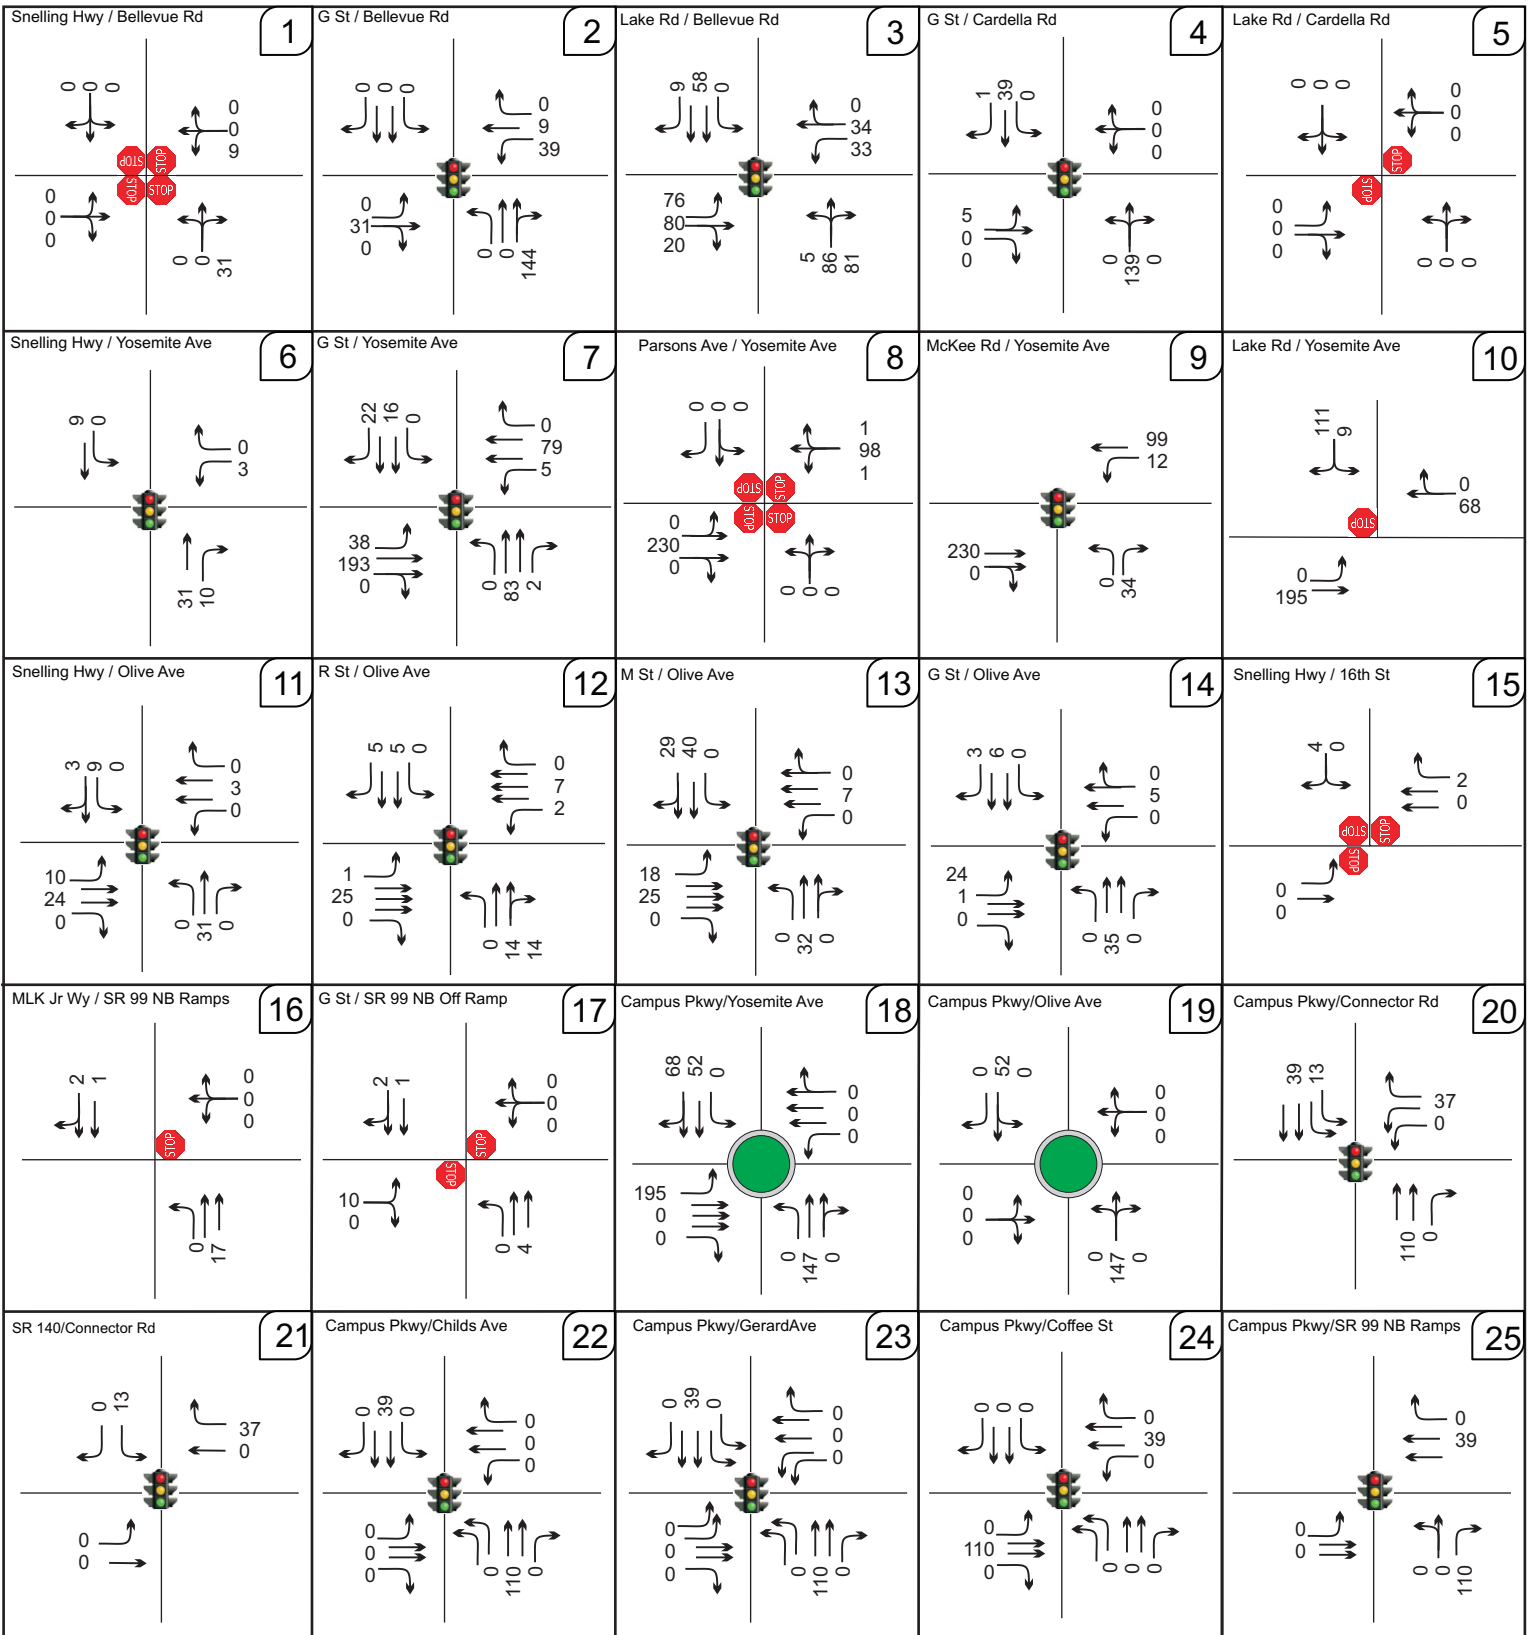 Snelling Hwy / Bellevue Rd
1
0 0 0
0
0
9
STOP STOP
STOP STOP
0
0
0
0 0 31
G St / Bellevue Rd
2
0 0 0
0
9
39
0
31
0
0 0 144
Lake Rd / Bellevue Rd
3
9 58 0
0
34
33
76
80
20
5 86 81
G St / Cardella Rd
4
1 39 0
0
0
0
5
0
0
0 139 0
Lake Rd / Cardella Rd
5
0 0 0
0
0
0
STOP
STOP
0
0
0
0 0 0
Snelling Hwy / Yosemite Ave
6
9 0
0
3
31 10
G St / Yosemite Ave
7
22 16 0
0
79
5
38
193
0
0 83 2
Parsons Ave / Yosemite Ave
8
0 0 0
1
98
1
STOP STOP
STOP STOP
0
230
0
0 0 0
McKee Rd / Yosemite Ave
9
99
12
230
0
0 34
Lake Rd / Yosemite Ave
10
111 9
0
68
STOP
0
195
Snelling Hwy / Olive Ave
11
3 9 0
0
3
0
10
24
0
0 31 0
R St / Olive Ave
12
5 5 0
0
7
2
1
25
0
0 14 14
M St / Olive Ave
13
29 40 0
0
7
0
18
25
0
0 32 0
G St / Olive Ave
14
3 6 0
0
5
0
24
1
0
0 35 0
Snelling Hwy / 16th St
15
4 0
2
0
STOP STOP
STOP
0
0
MLK Jr Wy / SR 99 NB Ramps
16
2 1
0
0
0
STOP
0 17
G St / SR 99 NB Off Ramp
17
2 1
0
0
0
STOP
STOP
10
0
0 4
Campus Pkwy/Yosemite Ave
18
68 52 0
0
0
0
195
0
0
0 147 0
Campus Pkwy/Olive Ave
19
0 52 0
0
0
0
0
0
0
0 147 0
Campus Pkwy/Connector Rd
20
39 13
37
0
110 0
SR 140/Connector Rd
21
0 13
37
0
0
0
Campus Pkwy/Childs Ave
22
0 39 0
0
0
0
0
0
0
0 110 0
Campus Pkwy/GerardAve
23
0 39 0
0
0
0
0
0
0
0 110 0
Campus Pkwy/Coffee St
24
0 0 0
0
39
0
0
110
0
0 0 0
Campus Pkwy/SR 99 NB Ramps
25
0
39
0
0
0 0 110